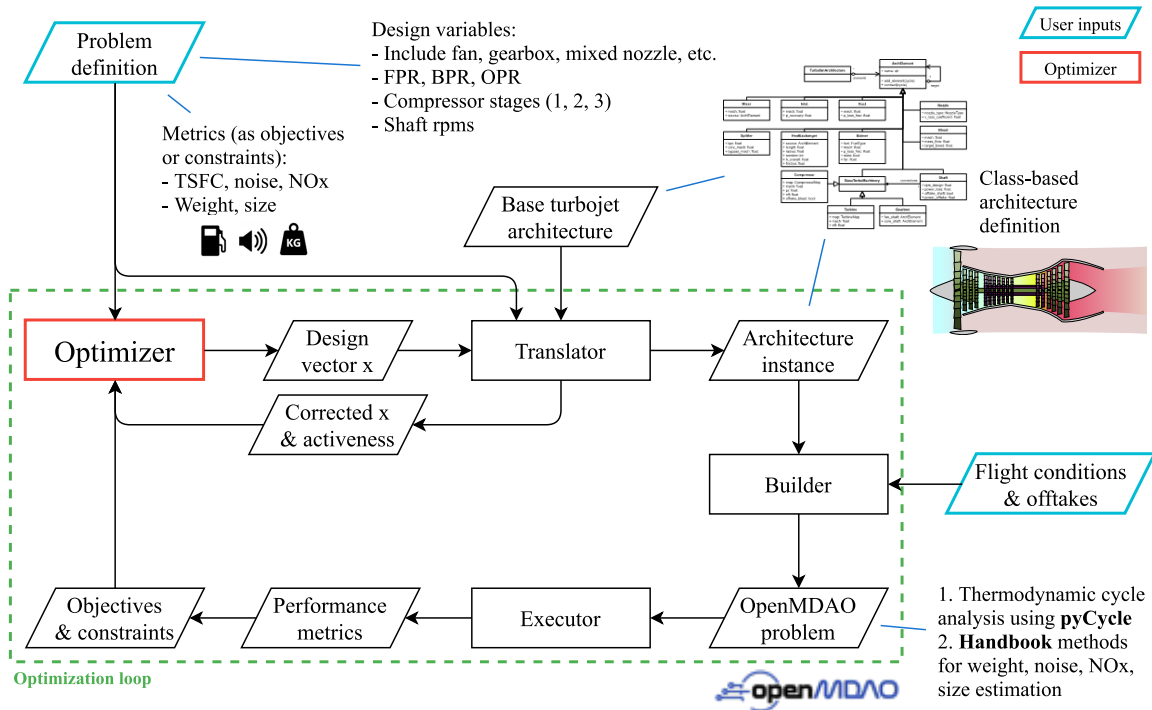 Problem
definition
Design variables:
- Include fan, gearbox, mixed nozzle, etc.
- FPR, BPR, OPR
- Compressor stages (1, 2, 3)
- Shaft rpms
User inputs
Optimizer
Metrics (as objectives
or constraints):
- TSFC, noise, NOx
- Weight, size
KG
Base turbojet
architecture
Class-based
architecture
definition
Optimizer
Design
vector x
Translator
Architecture
instance
Corrected x
& activeness
Builder
Flight conditions
& offtakes
Objectives
& constraints
Performance
metrics
Executor
OpenMDAO
problem
1. Thermodynamic cycle
analysis using pyCycle
2. Handbook methods
for weight, noise, NOx,
size estimation
Optimization loop
openMDAO